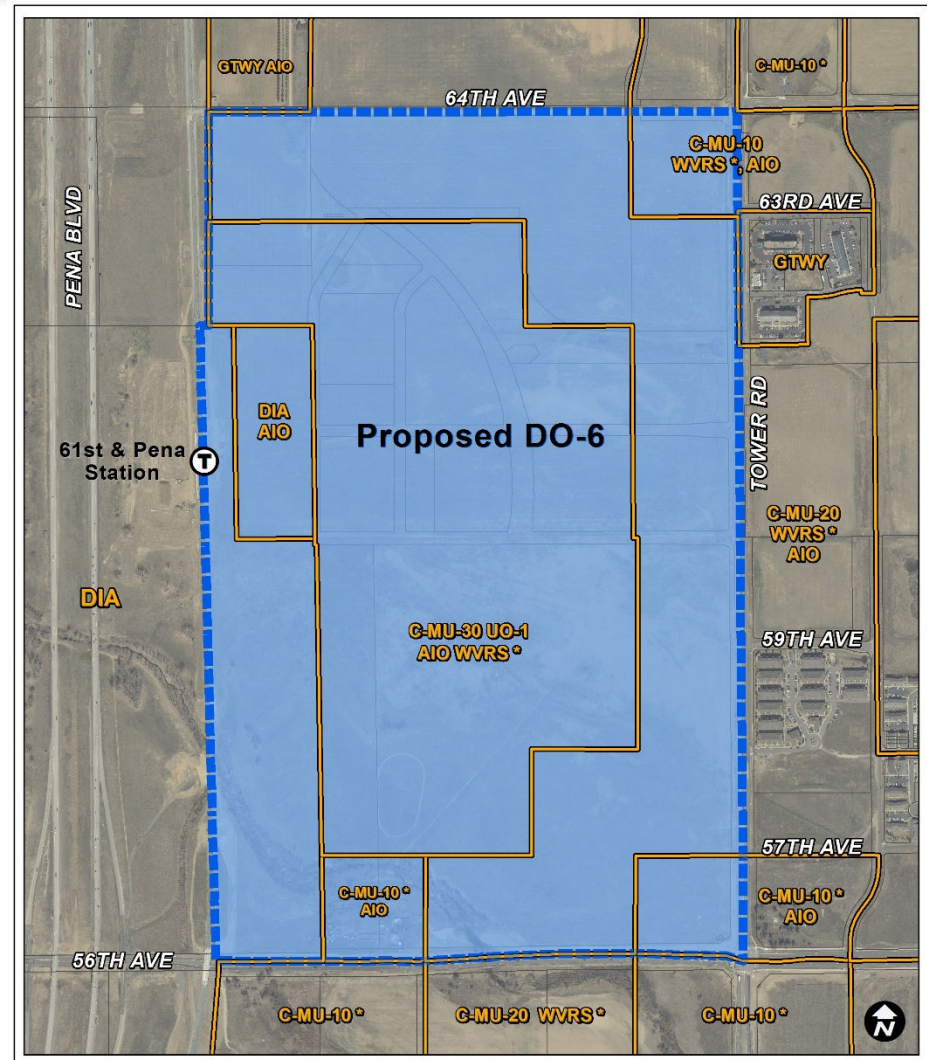 GTWY AIO
C-MU-10 *
64TH AVE
C-MU-10
WVRS *, AIO
PENA BLVD
63RD AVE
GTWY
DIA
AIO
Proposed DO-6
TOWER RD
61st & Pena
Station
T
C-MU-20
WVRS *
AIO
DIA
C-MU-30 UO-1
AIO WVRS *
59TH AVE
57TH AVE
C-MU-10 *
AIO
C-MU-10 *
AIO
56TH AVE
C-MU-10 *
C-MU-20 WVRS *
C-MU-10 *
N